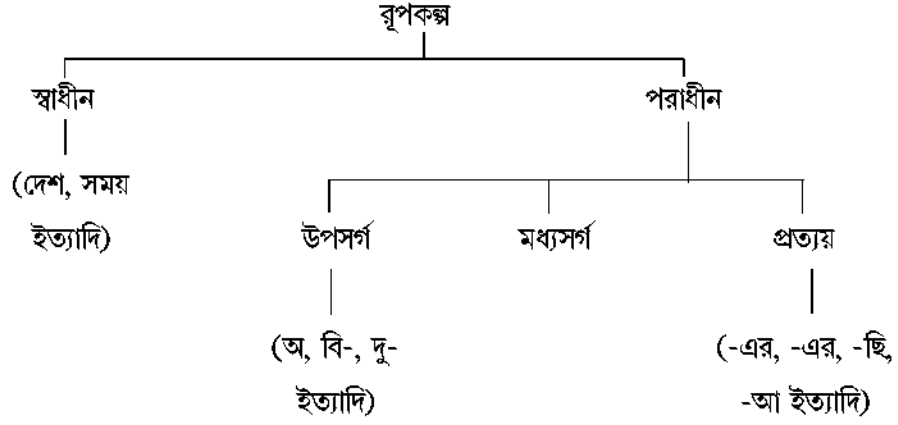 রূপকল্প
স্বাধীন
পরাধীন
(দেশ, সময়
ইত্যাদি)
উপসর্গ
মধ্যসর্গ
প্রত্যয়
(অ, বি-, দু-
ইত্যাদি)
(-এর, -এর, -ছি,
-আ ইত্যাদি)